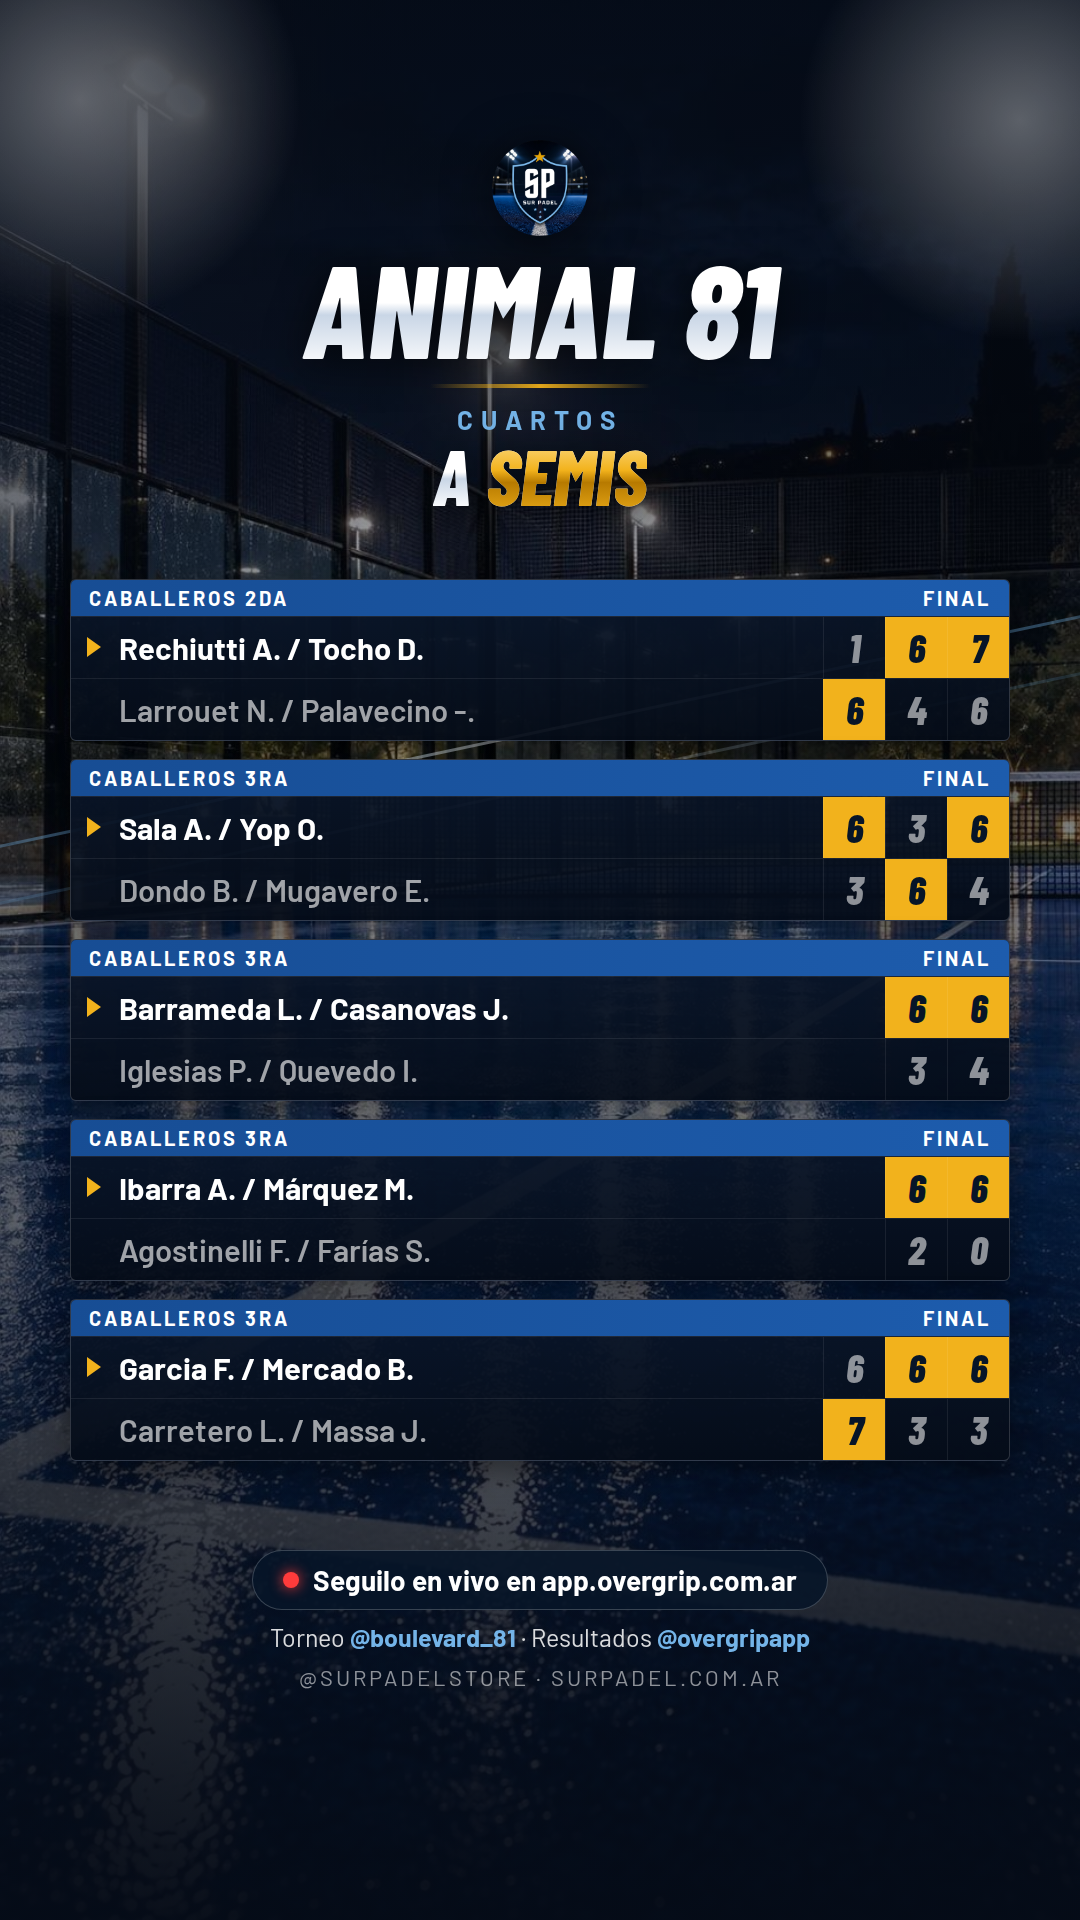 SP
SUR PADEL
ANIMAL 81
CUARTOS
A SEMIS
CABALLEROS 2DA FINAL
Rechiutti A. / Tocho D. 1 6 7
Larrouet N. / Palavecino -. 6 4 6
CABALLEROS 3RA FINAL
Sala A. / Yop O. 6 3 6
Dondo B. / Mugavero E. 3 6 4
CABALLEROS 3RA FINAL
Barrameda L. / Casanovas J. 6 6
Iglesias P. / Quevedo I. 3 4
CABALLEROS 3RA FINAL
Ibarra A. / Márquez M. 6 6
Agostinelli F. / Farías S. 2 0
CABALLEROS 3RA FINAL
Garcia F. / Mercado B. 6 6 6
Carretero L. / Massa J. 7 3 3
Seguilo en vivo en app.overgrip.com.ar
Torneo @boulevard_81 · Resultados @overgripapp
@SURPADELSTORE · SURPADEL.COM.AR